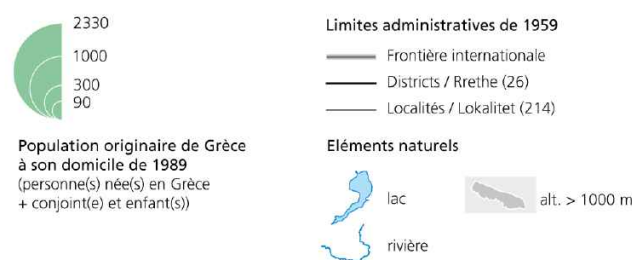 2330
1000
300
90
Population originaire de Grèce
à son domicile de 1989
(personne(s) née(s) en Grèce
+ conjoint(e) et enfant(s))
Limites administratives de 1959
Frontière internationale
Districts / Rrethe (26)
Localités / Lokalitet (214)
Eléments naturels
lac
alt. > 1000 m
rivière